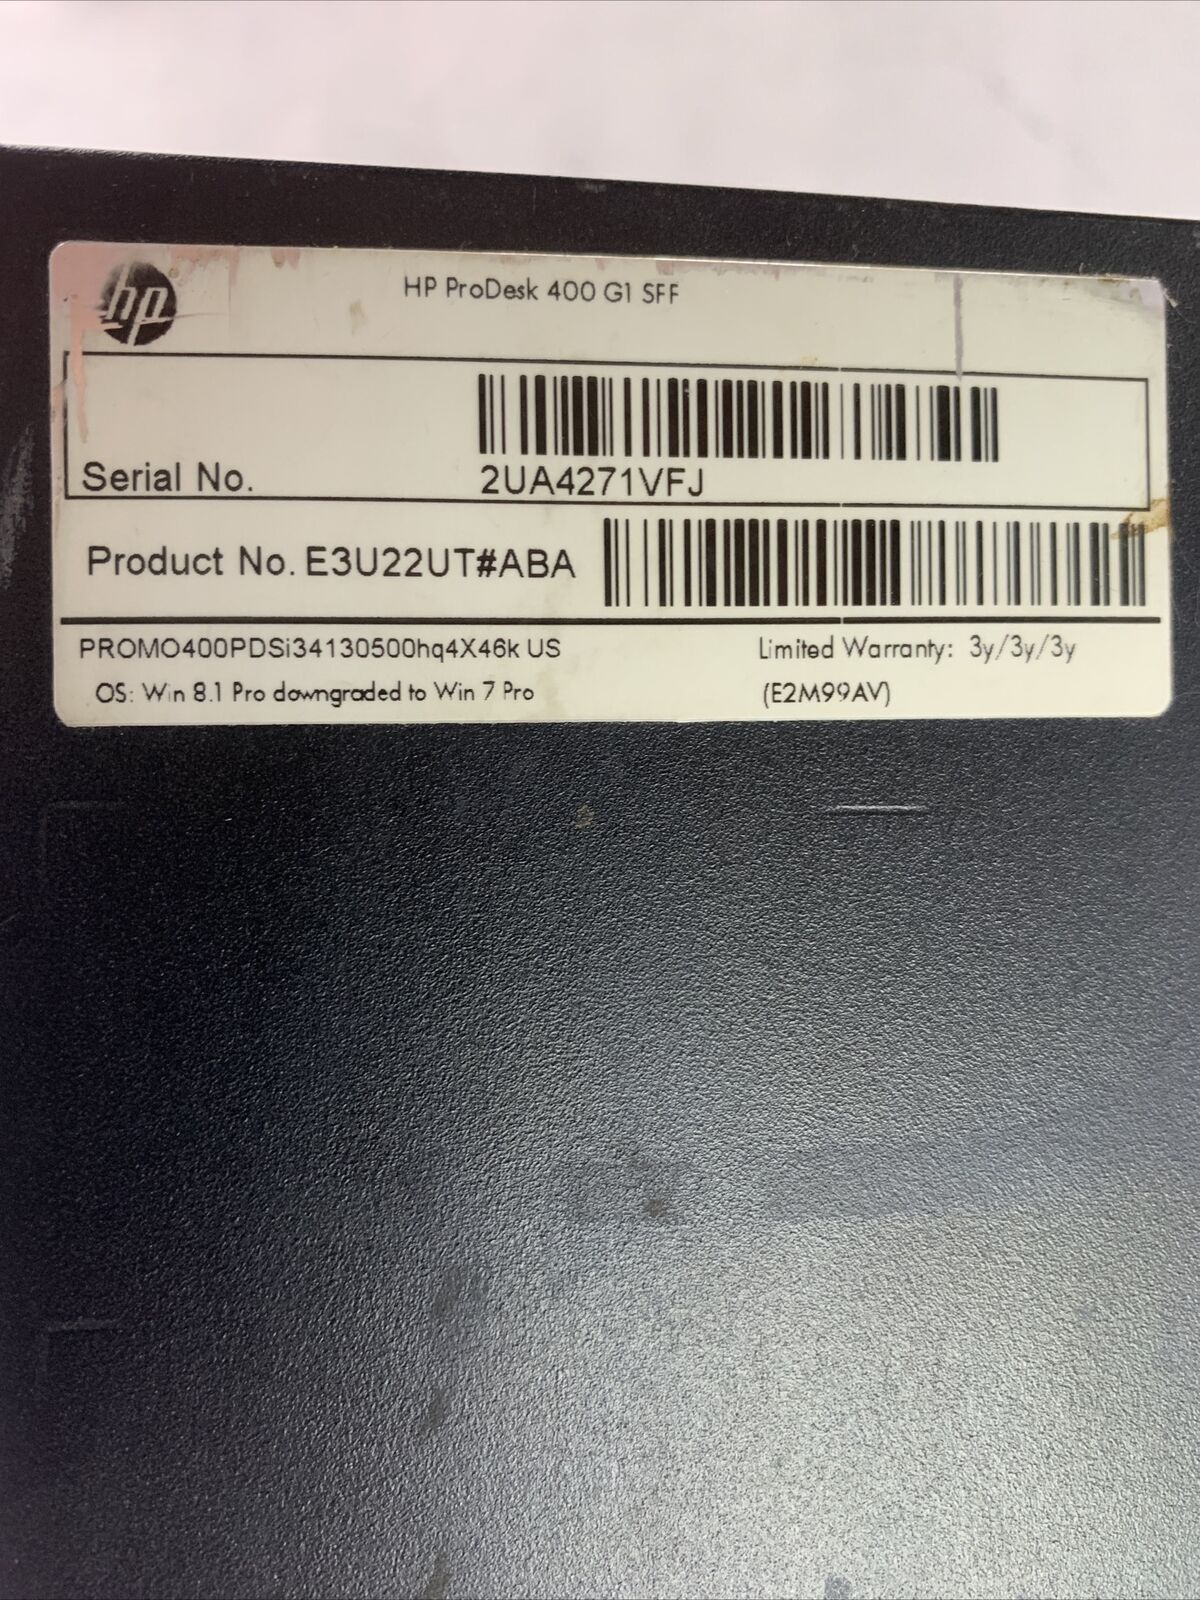 hp
HP ProDesk 400 G1 SFF
Serial No. 2UA4271VFJ
Product No. E3U22UT#ABA
PROMO400PDSi34130500hq4X46k US
Limited Warranty: 3y/3y/3y
OS: Win 8.1 Pro downgraded to Win 7 Pro
(E2M99AV)